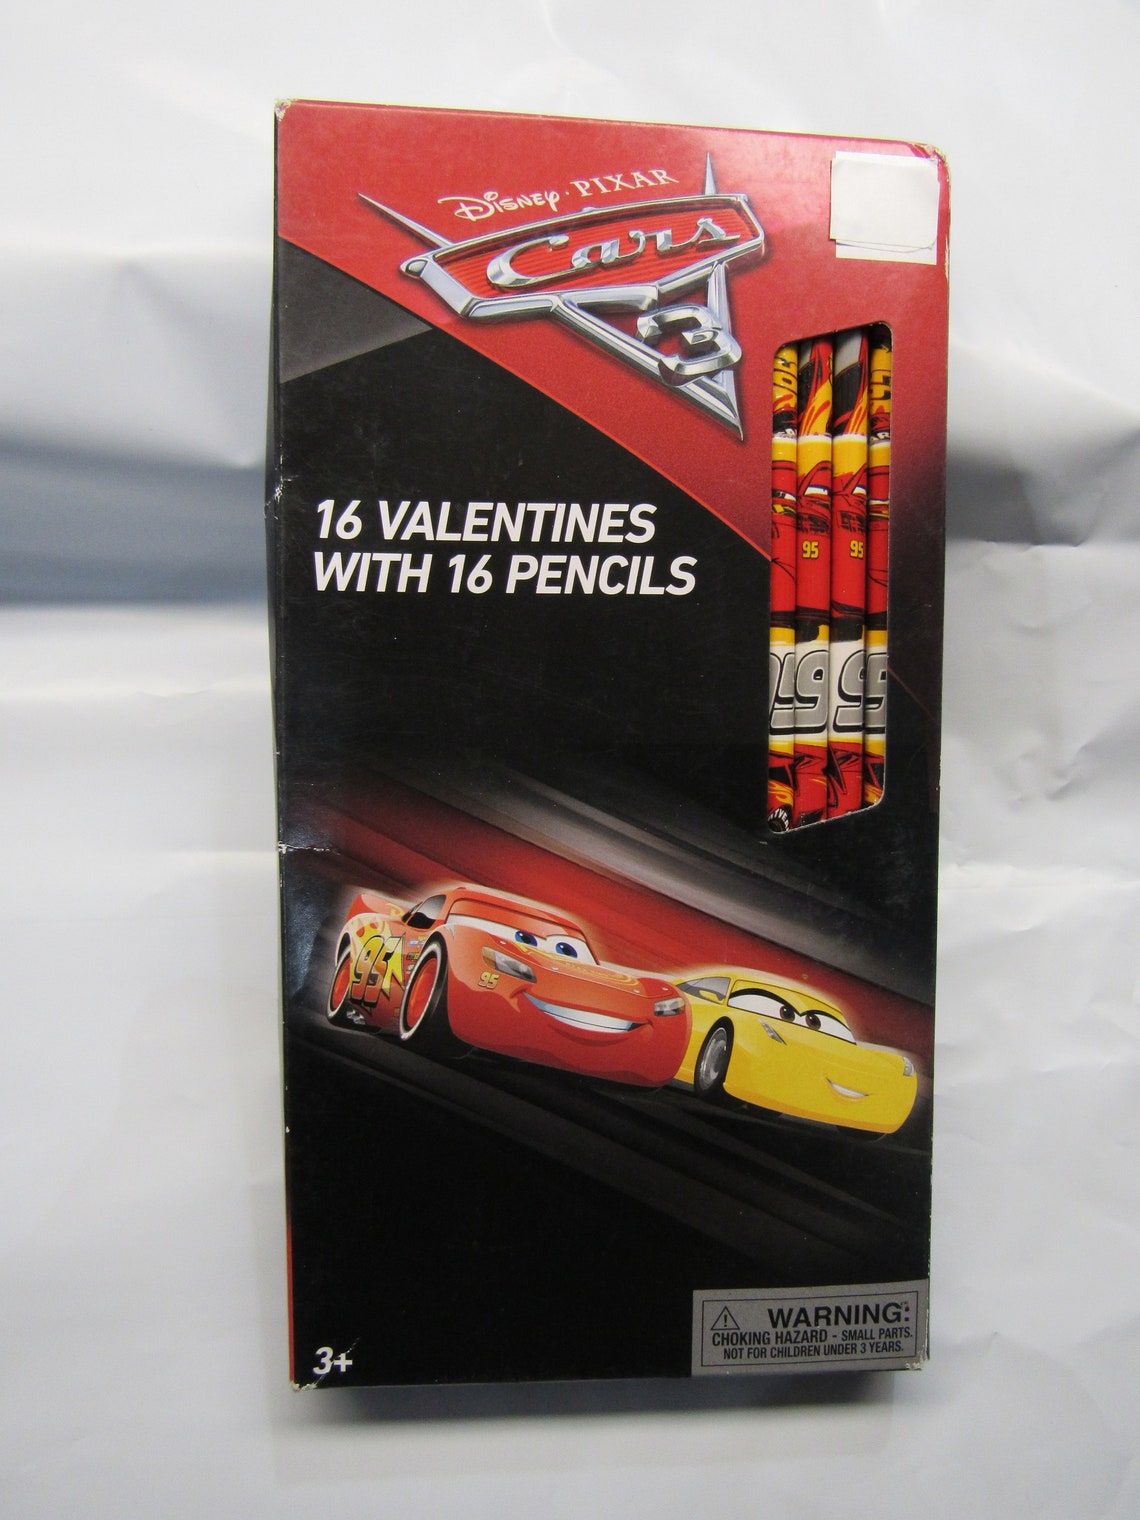 Disney · PIXAR
Cars
3
16 VALENTINES
WITH 16 PENCILS
95
95
95
95
95
95
3+
WARNING:
CHOKING HAZARD - SMALL PARTS.
NOT FOR CHILDREN UNDER 3 YEARS.